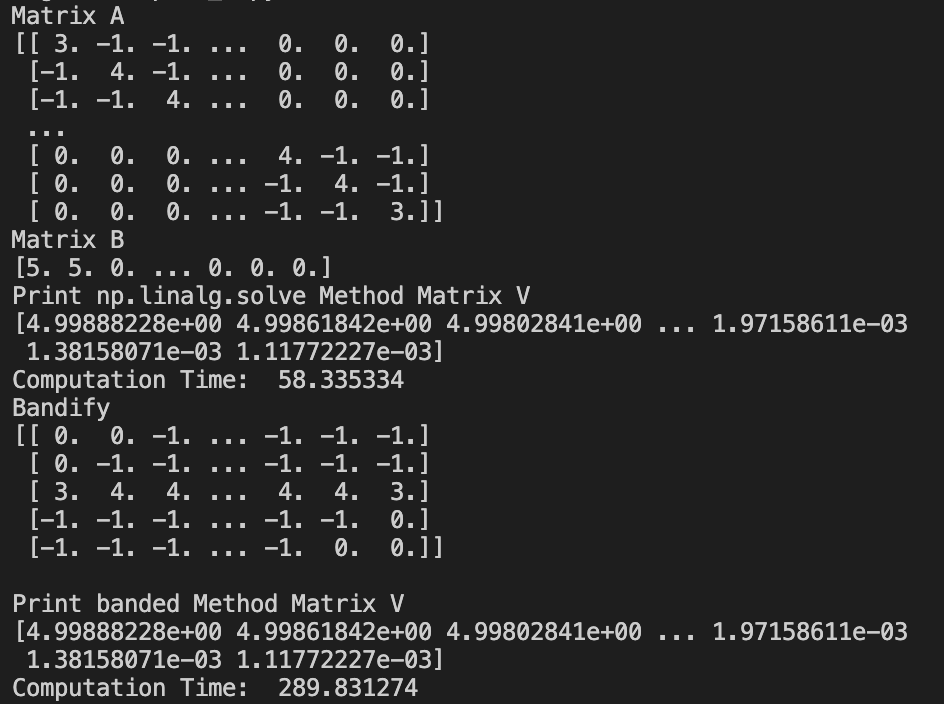 Matrix A
[[ 3. -1. -1. ...  0.  0.  0.]
 [-1.  4. -1. ...  0.  0.  0.]
 [-1. -1.  4. ...  0.  0.  0.]
 ...
 [ 0.  0.  0. ...  4. -1. -1.]
 [ 0.  0.  0. ... -1.  4. -1.]
 [ 0.  0.  0. ... -1. -1.  3.]]
Matrix B
[5. 5. 0. ... 0. 0. 0.]
Print np.linalg.solve Method Matrix V
[4.99888228e+00 4.99861842e+00 4.99802841e+00 ... 1.97158611e-03
 1.38158071e-03 1.11772227e-03]
Computation Time:  58.335334
Bandify
[[ 0.  0. -1. ... -1. -1. -1.]
 [ 0. -1. -1. ... -1. -1. -1.]
 [ 3.  4.  4. ...  4.  4.  3.]
 [-1. -1. -1. ... -1. -1.  0.]
 [-1. -1. -1. ... -1.  0.  0.]]
Print banded Method Matrix V
[4.99888228e+00 4.99861842e+00 4.99802841e+00 ... 1.97158611e-03
 1.38158071e-03 1.11772227e-03]
Computation Time:  289.831274